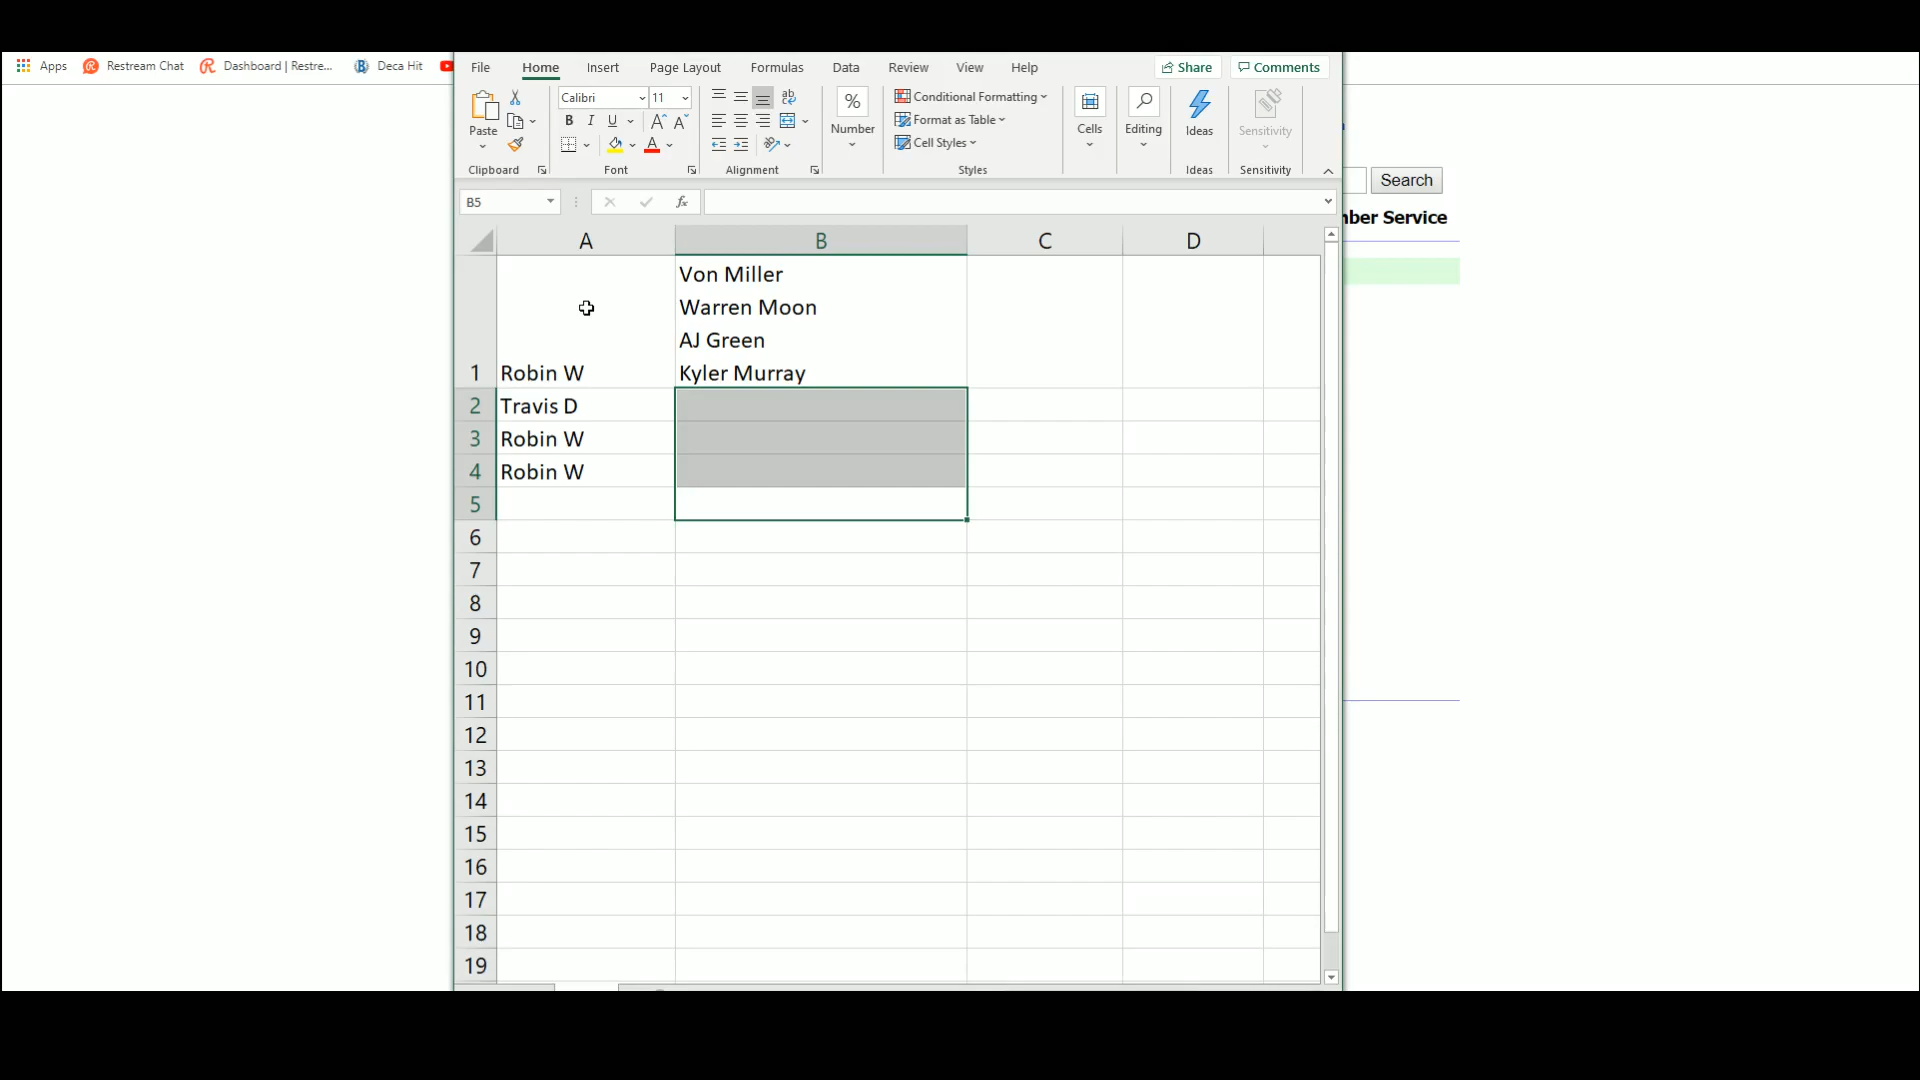 Apps Restream Chat Dashboard | Restre... Deca Hit
File Home Insert Page Layout Formulas Data Review View Help Share Comments
Paste Calibri 11 B I U A A ab % Number Conditional Formatting Format as Table Cell Styles Cells Editing Ideas Sensitivity
Clipboard Font Alignment Styles Ideas Sensitivity
Search
B5 fx
ber Service
A B C D
Von Miller
Warren Moon
AJ Green
1 Robin W Kyler Murray
2 Travis D
3 Robin W
4 Robin W
5
6
7
8
9
10
11
12
13
14
15
16
17
18
19